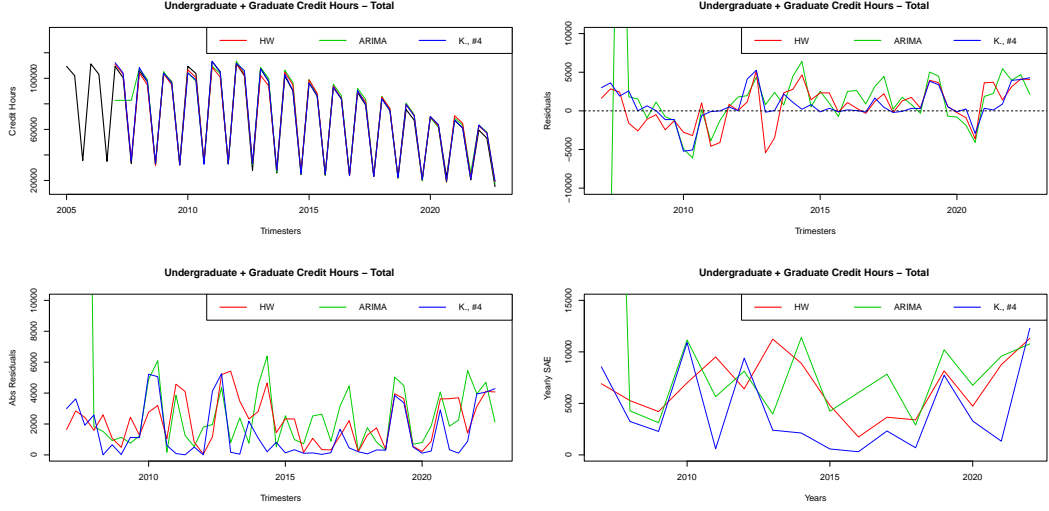 Undergraduate + Graduate Credit Hours − Total
HW ARIMA K., #4
Credit Hours
100000
60000
20000
2005 2010 2015 2020
Trimesters
Undergraduate + Graduate Credit Hours − Total
HW ARIMA K., #4
Residuals
10000
5000
0
−5000
−10000
2010 2015 2020
Trimesters
Undergraduate + Graduate Credit Hours − Total
HW ARIMA K., #4
Abs Residuals
10000
8000
6000
4000
2000
0
2010 2015 2020
Trimesters
Undergraduate + Graduate Credit Hours − Total
HW ARIMA K., #4
Yearly SAE
15000
10000
5000
0
2010 2015 2020
Years